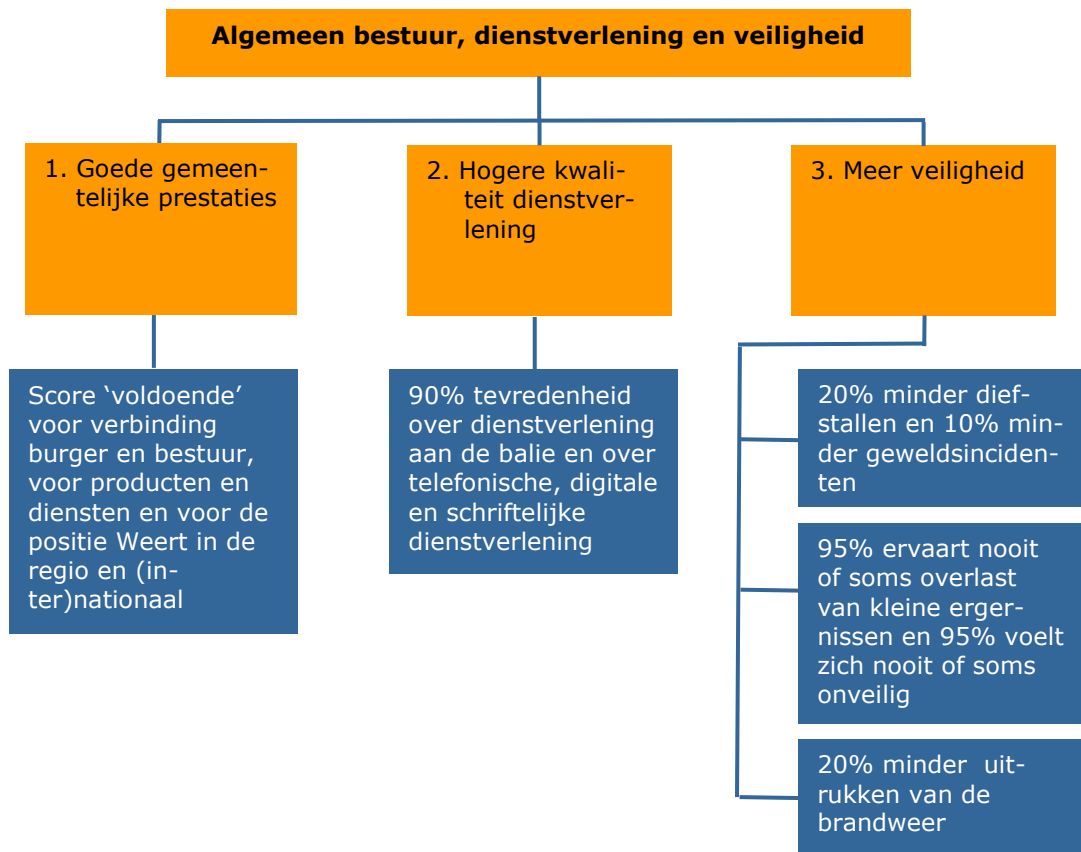 Algemeen bestuur, dienstverlening en veiligheid
1. Goede gemeen-
telijke prestaties
2. Hogere kwali-
teit dienstver-
lening
3. Meer veiligheid
Score ‘voldoende’
voor verbinding
burger en bestuur,
voor producten en
diensten en voor de
positie Weert in de
regio en (in-
ter)nationaal
90% tevredenheid
over dienstverlening
aan de balie en over
telefonische, digitale
en schriftelijke
dienstverlening
20% minder dief-
stallen en 10% min-
der geweldsinciden-
ten
95% ervaart nooit
of soms overlast
van kleine erger-
nissen en 95% voelt
zich nooit of soms
onveilig
20% minder  uit-
rukken van de
brandweer